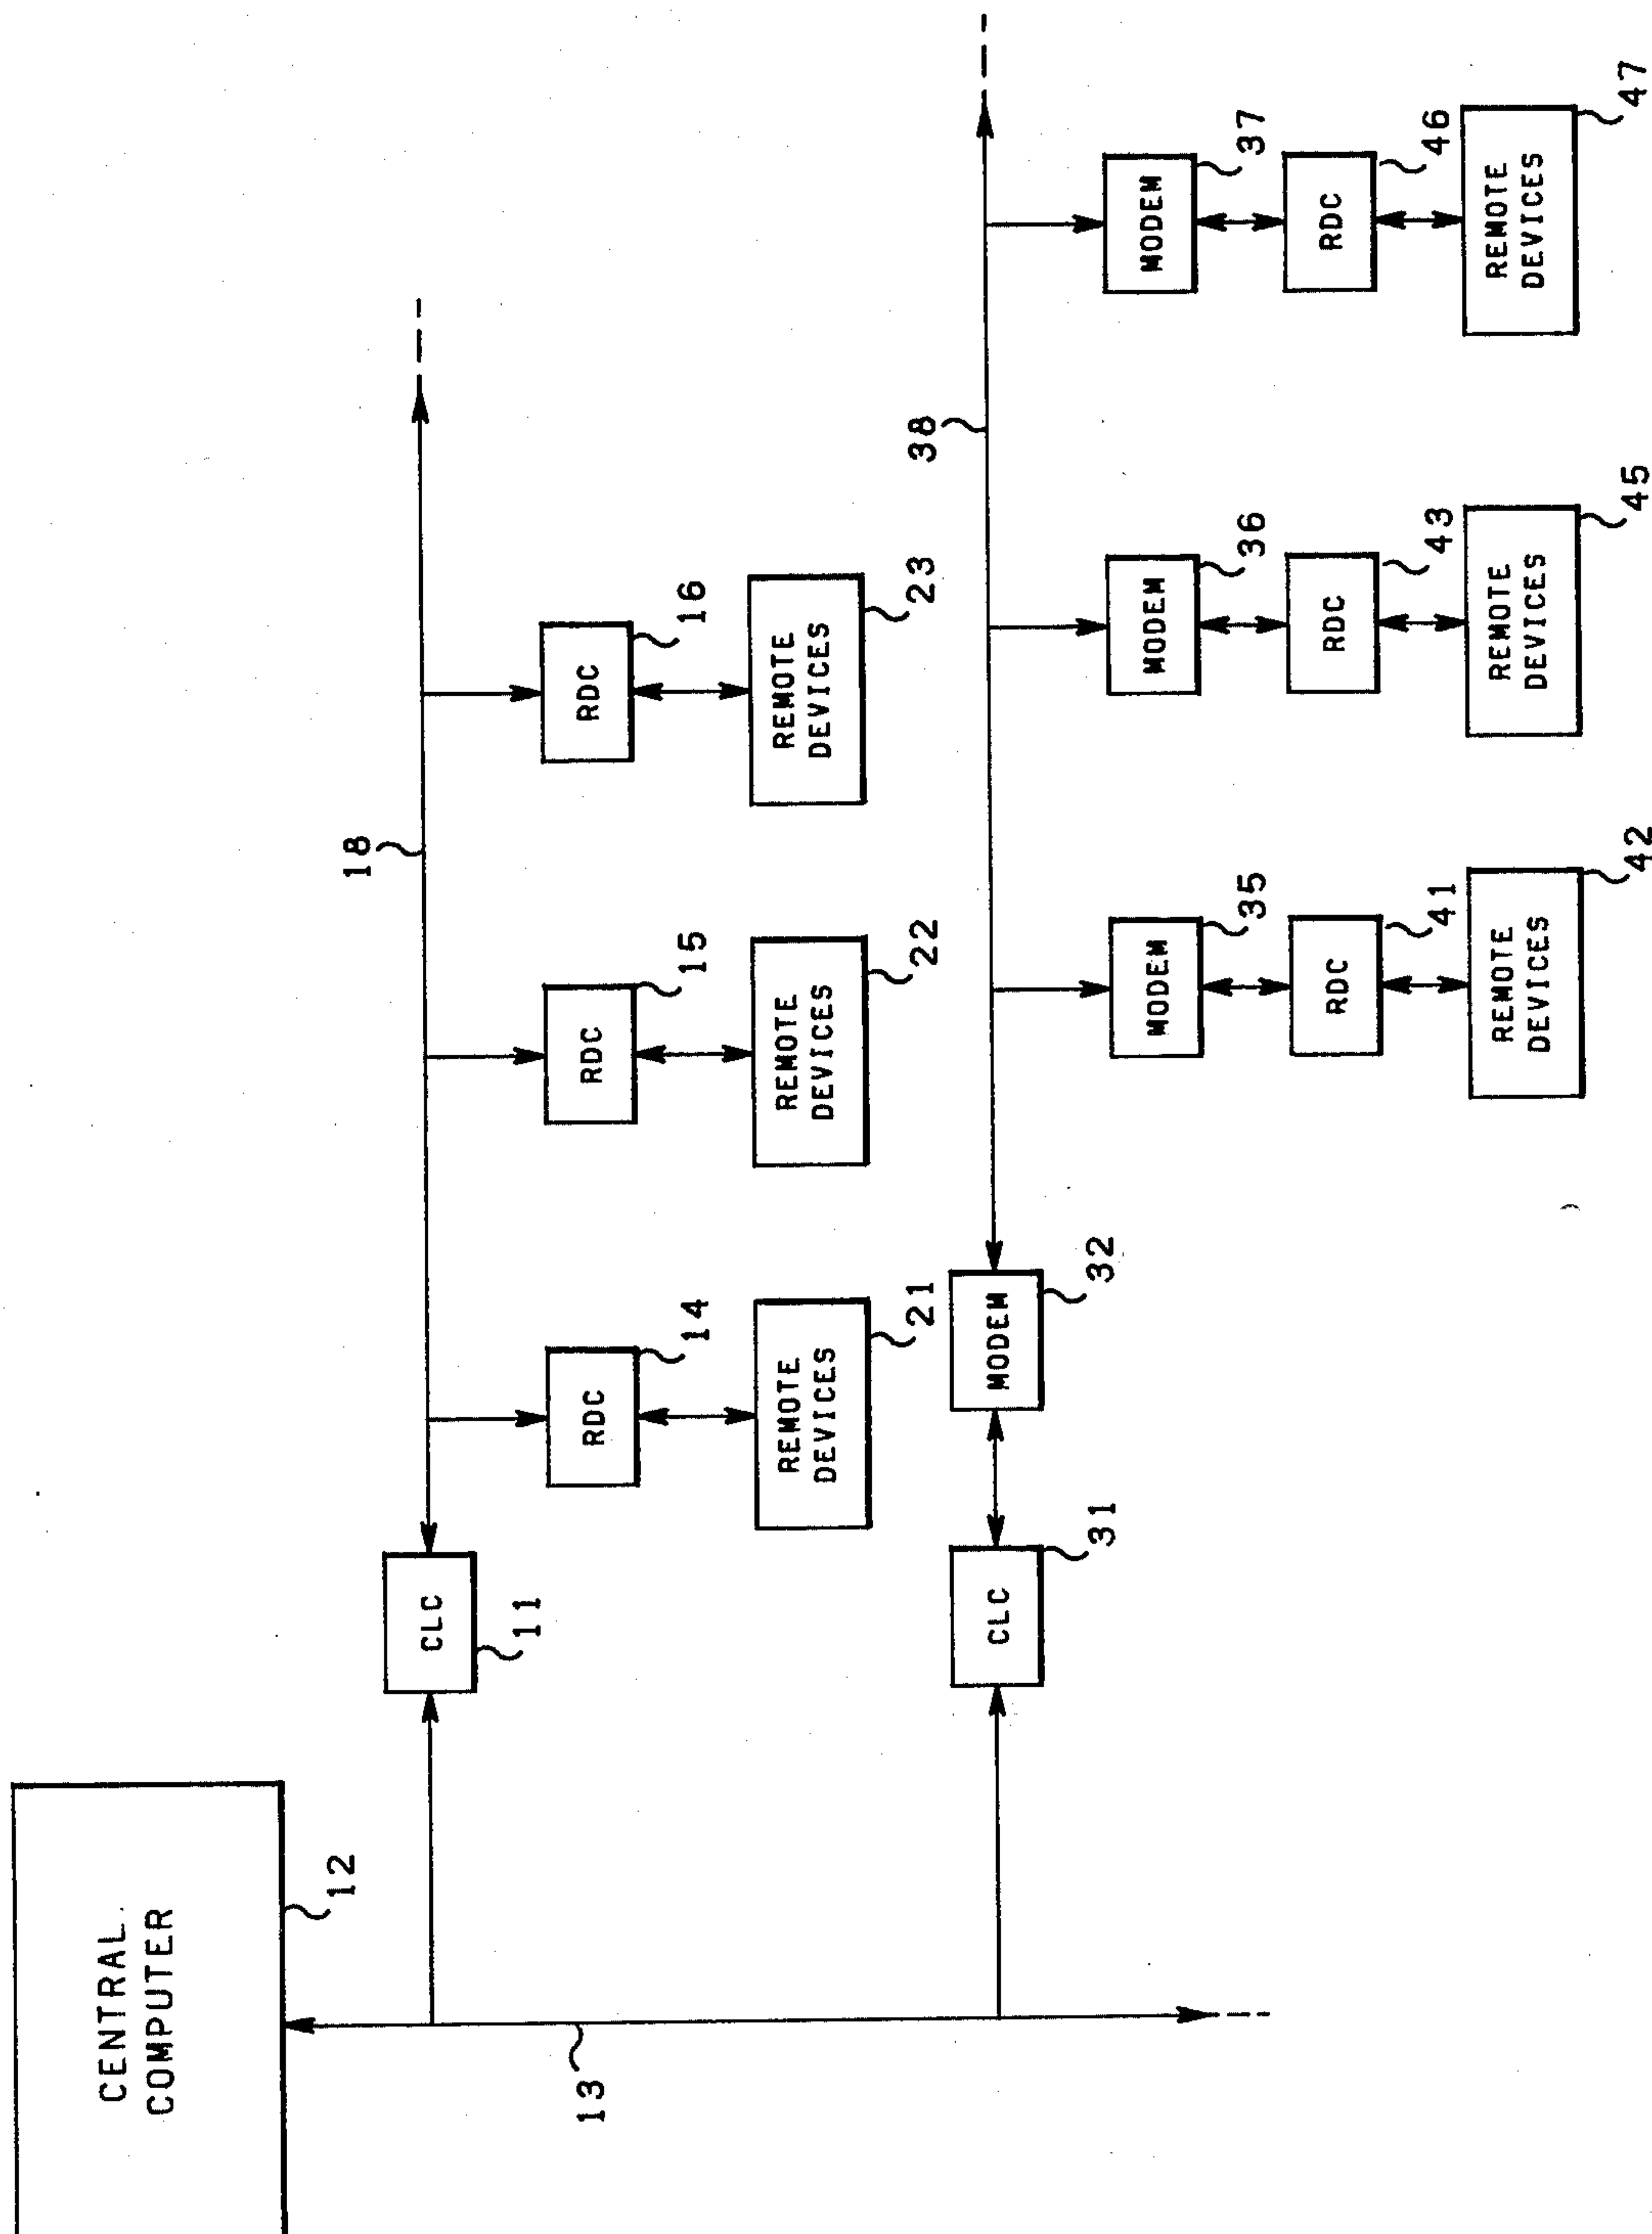 CENTRAL
COMPUTER
12
13
CLC
11
18
RDC
14
RDC
15
RDC
16
REMOTE
DEVICES
21
REMOTE
DEVICES
22
REMOTE
DEVICES
23
CLC
31
MODEM
32
38
MODEM
35
MODEM
36
MODEM
37
RDC
41
RDC
43
RDC
46
REMOTE
DEVICES
42
REMOTE
DEVICES
45
REMOTE
DEVICES
47